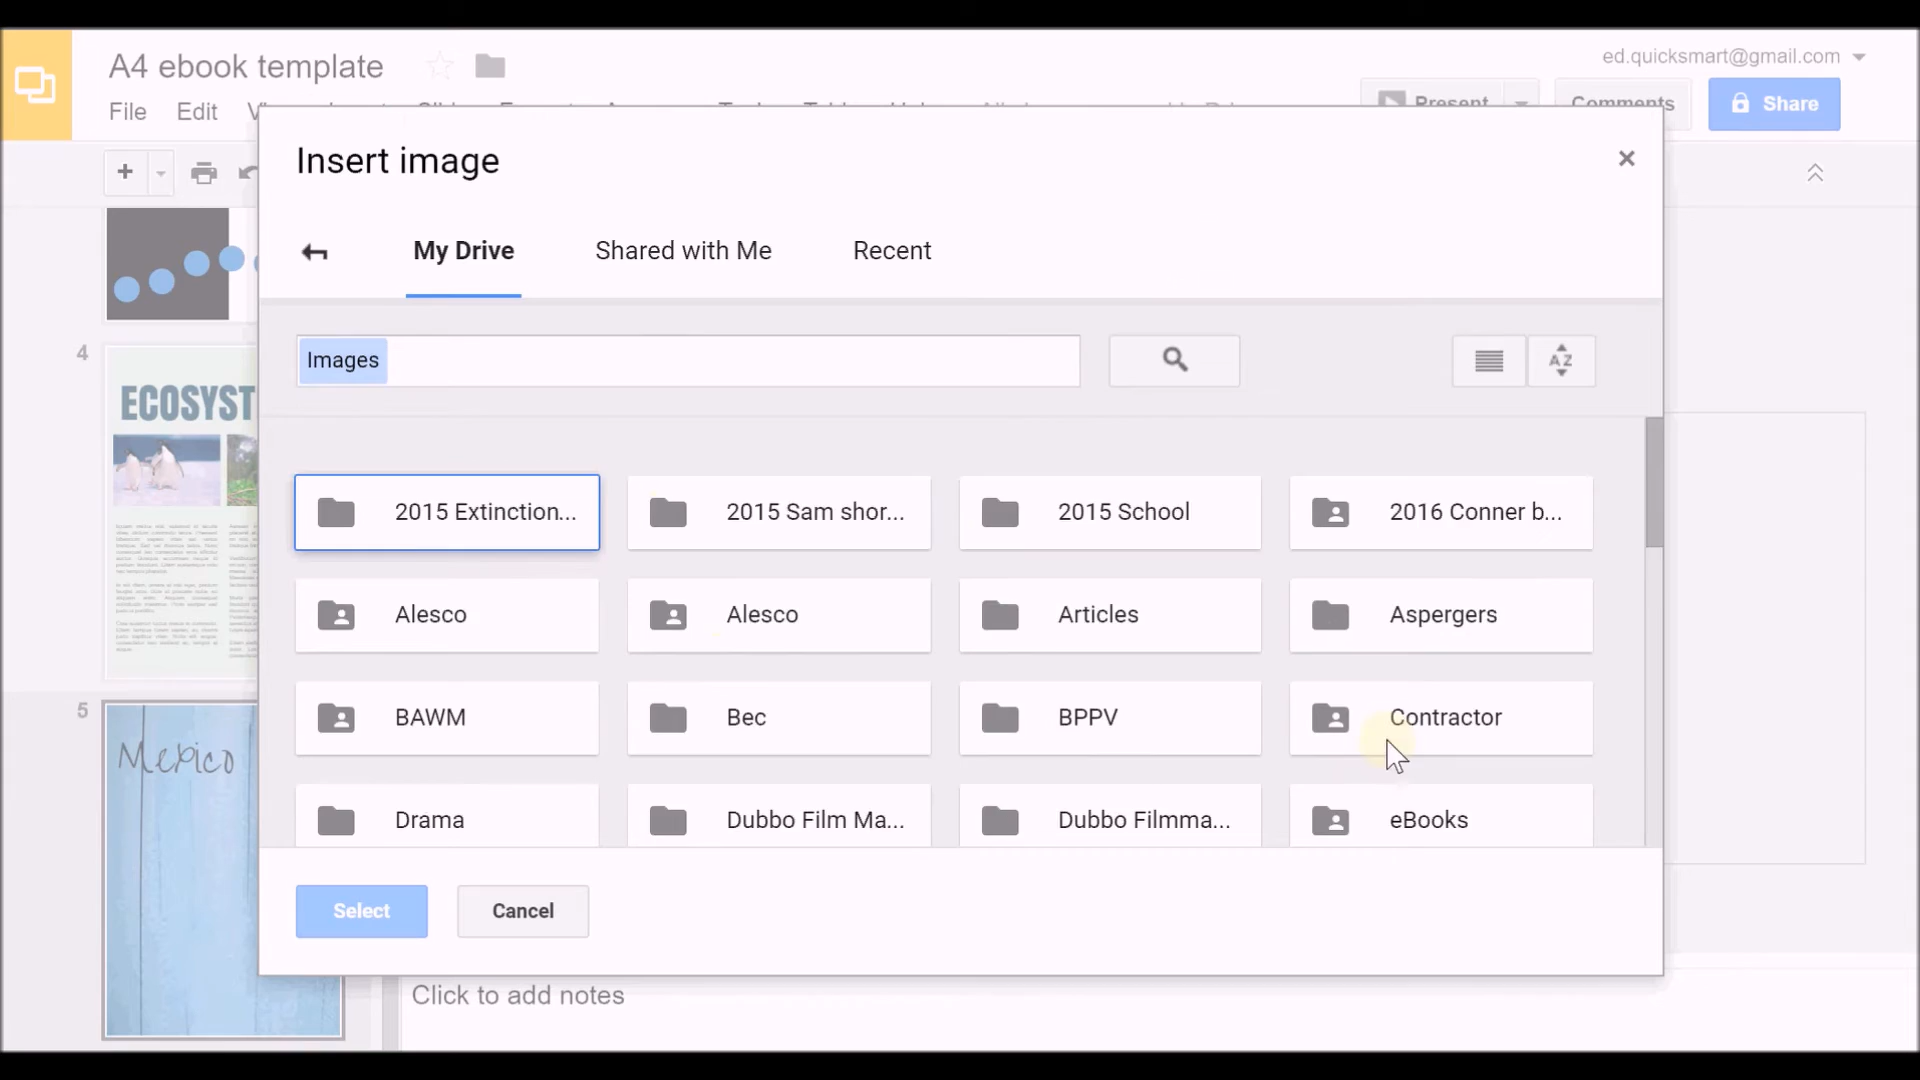 A4 ebook template
ed.quicksmart@gmail.com
File Edit
Present Comments Share
Insert image
My Drive Shared with Me Recent
Images
2015 Extinction... 2015 Sam shor... 2015 School 2016 Conner b...
Alesco Alesco Articles Aspergers
BAWM Bec BPPV Contractor
Drama Dubbo Film Ma... Dubbo Filmma... eBooks
Select Cancel
4
ECOSYST
5
Mexico
Click to add notes